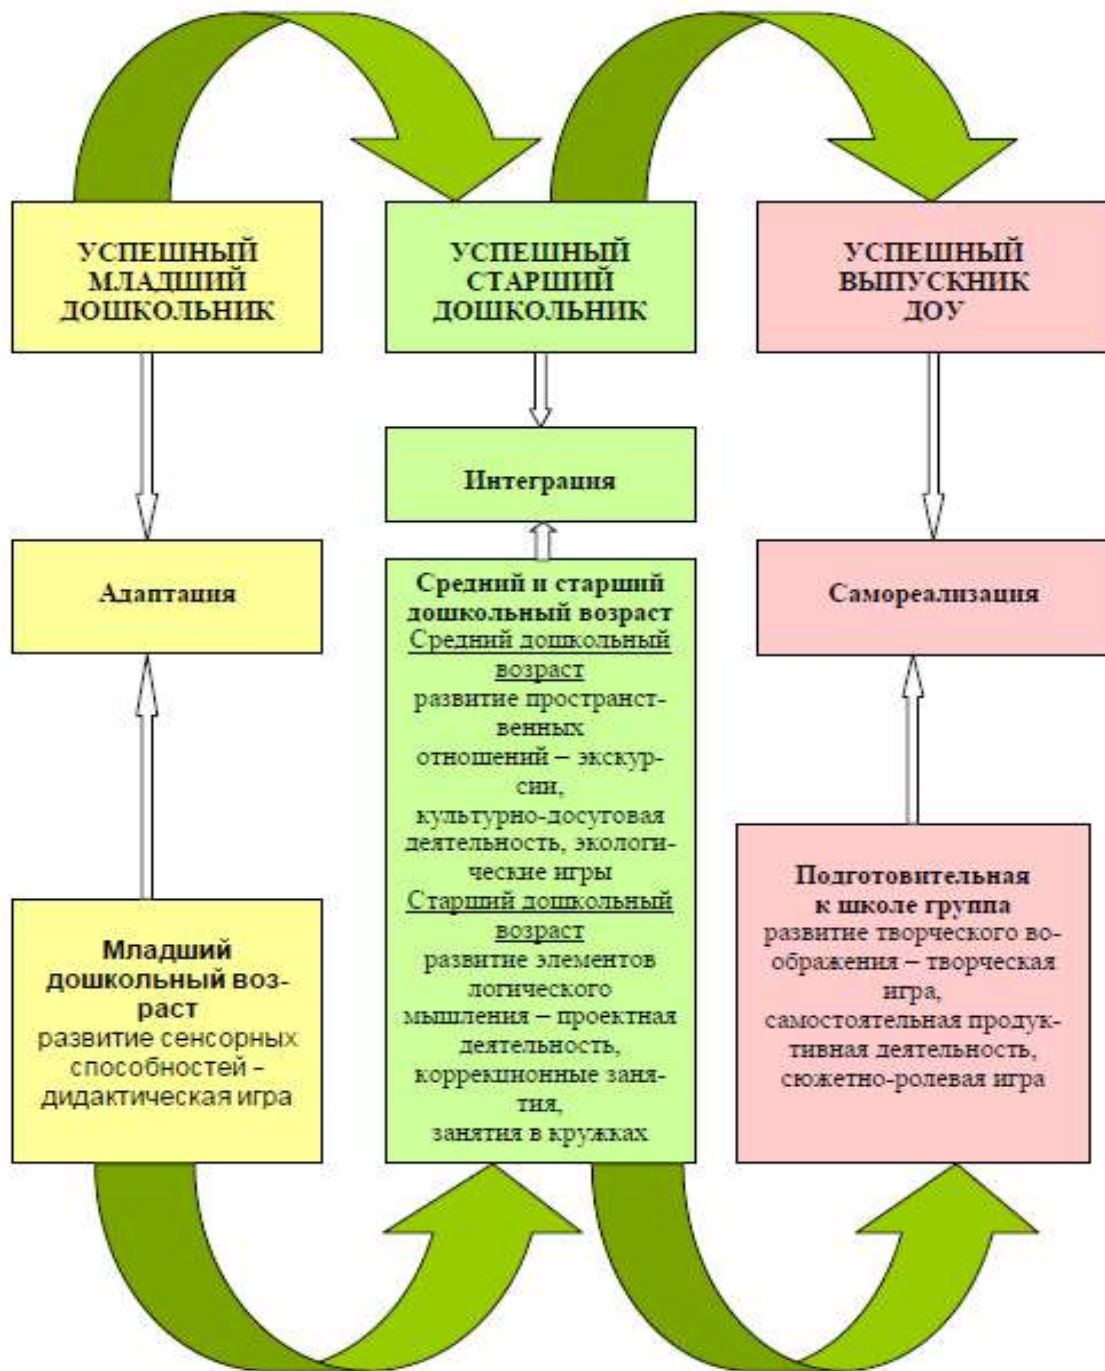 УСПЕШНЫЙ
МЛАДШИЙ
ДОШКОЛЬНИК
УСПЕШНЫЙ
СТАРШИЙ
ДОШКОЛЬНИК
УСПЕШНЫЙ
ВЫПУСКНИК
ДОУ
Интеграция
Адаптация
Самореализация
Средний и старший
дошкольный возраст
Средний дошкольный
возраст
развитие пространст-
венных
отношений – экскур-
сии,
культурно-досуговая
деятельность, экологи-
ческие игры
Старший дошкольный
возраст
развитие элементов
логического
мышления – проектная
деятельность,
коррекционные заня-
тия,
занятия в кружках
Младший
дошкольный воз-
раст
развитие сенсорных
способностей –
дидактическая игра
Подготовительная
к школе группа
развитие творческого во-
ображения – творческая
игра,
самостоятельная продук-
тивная деятельность,
сюжетно-ролевая игра